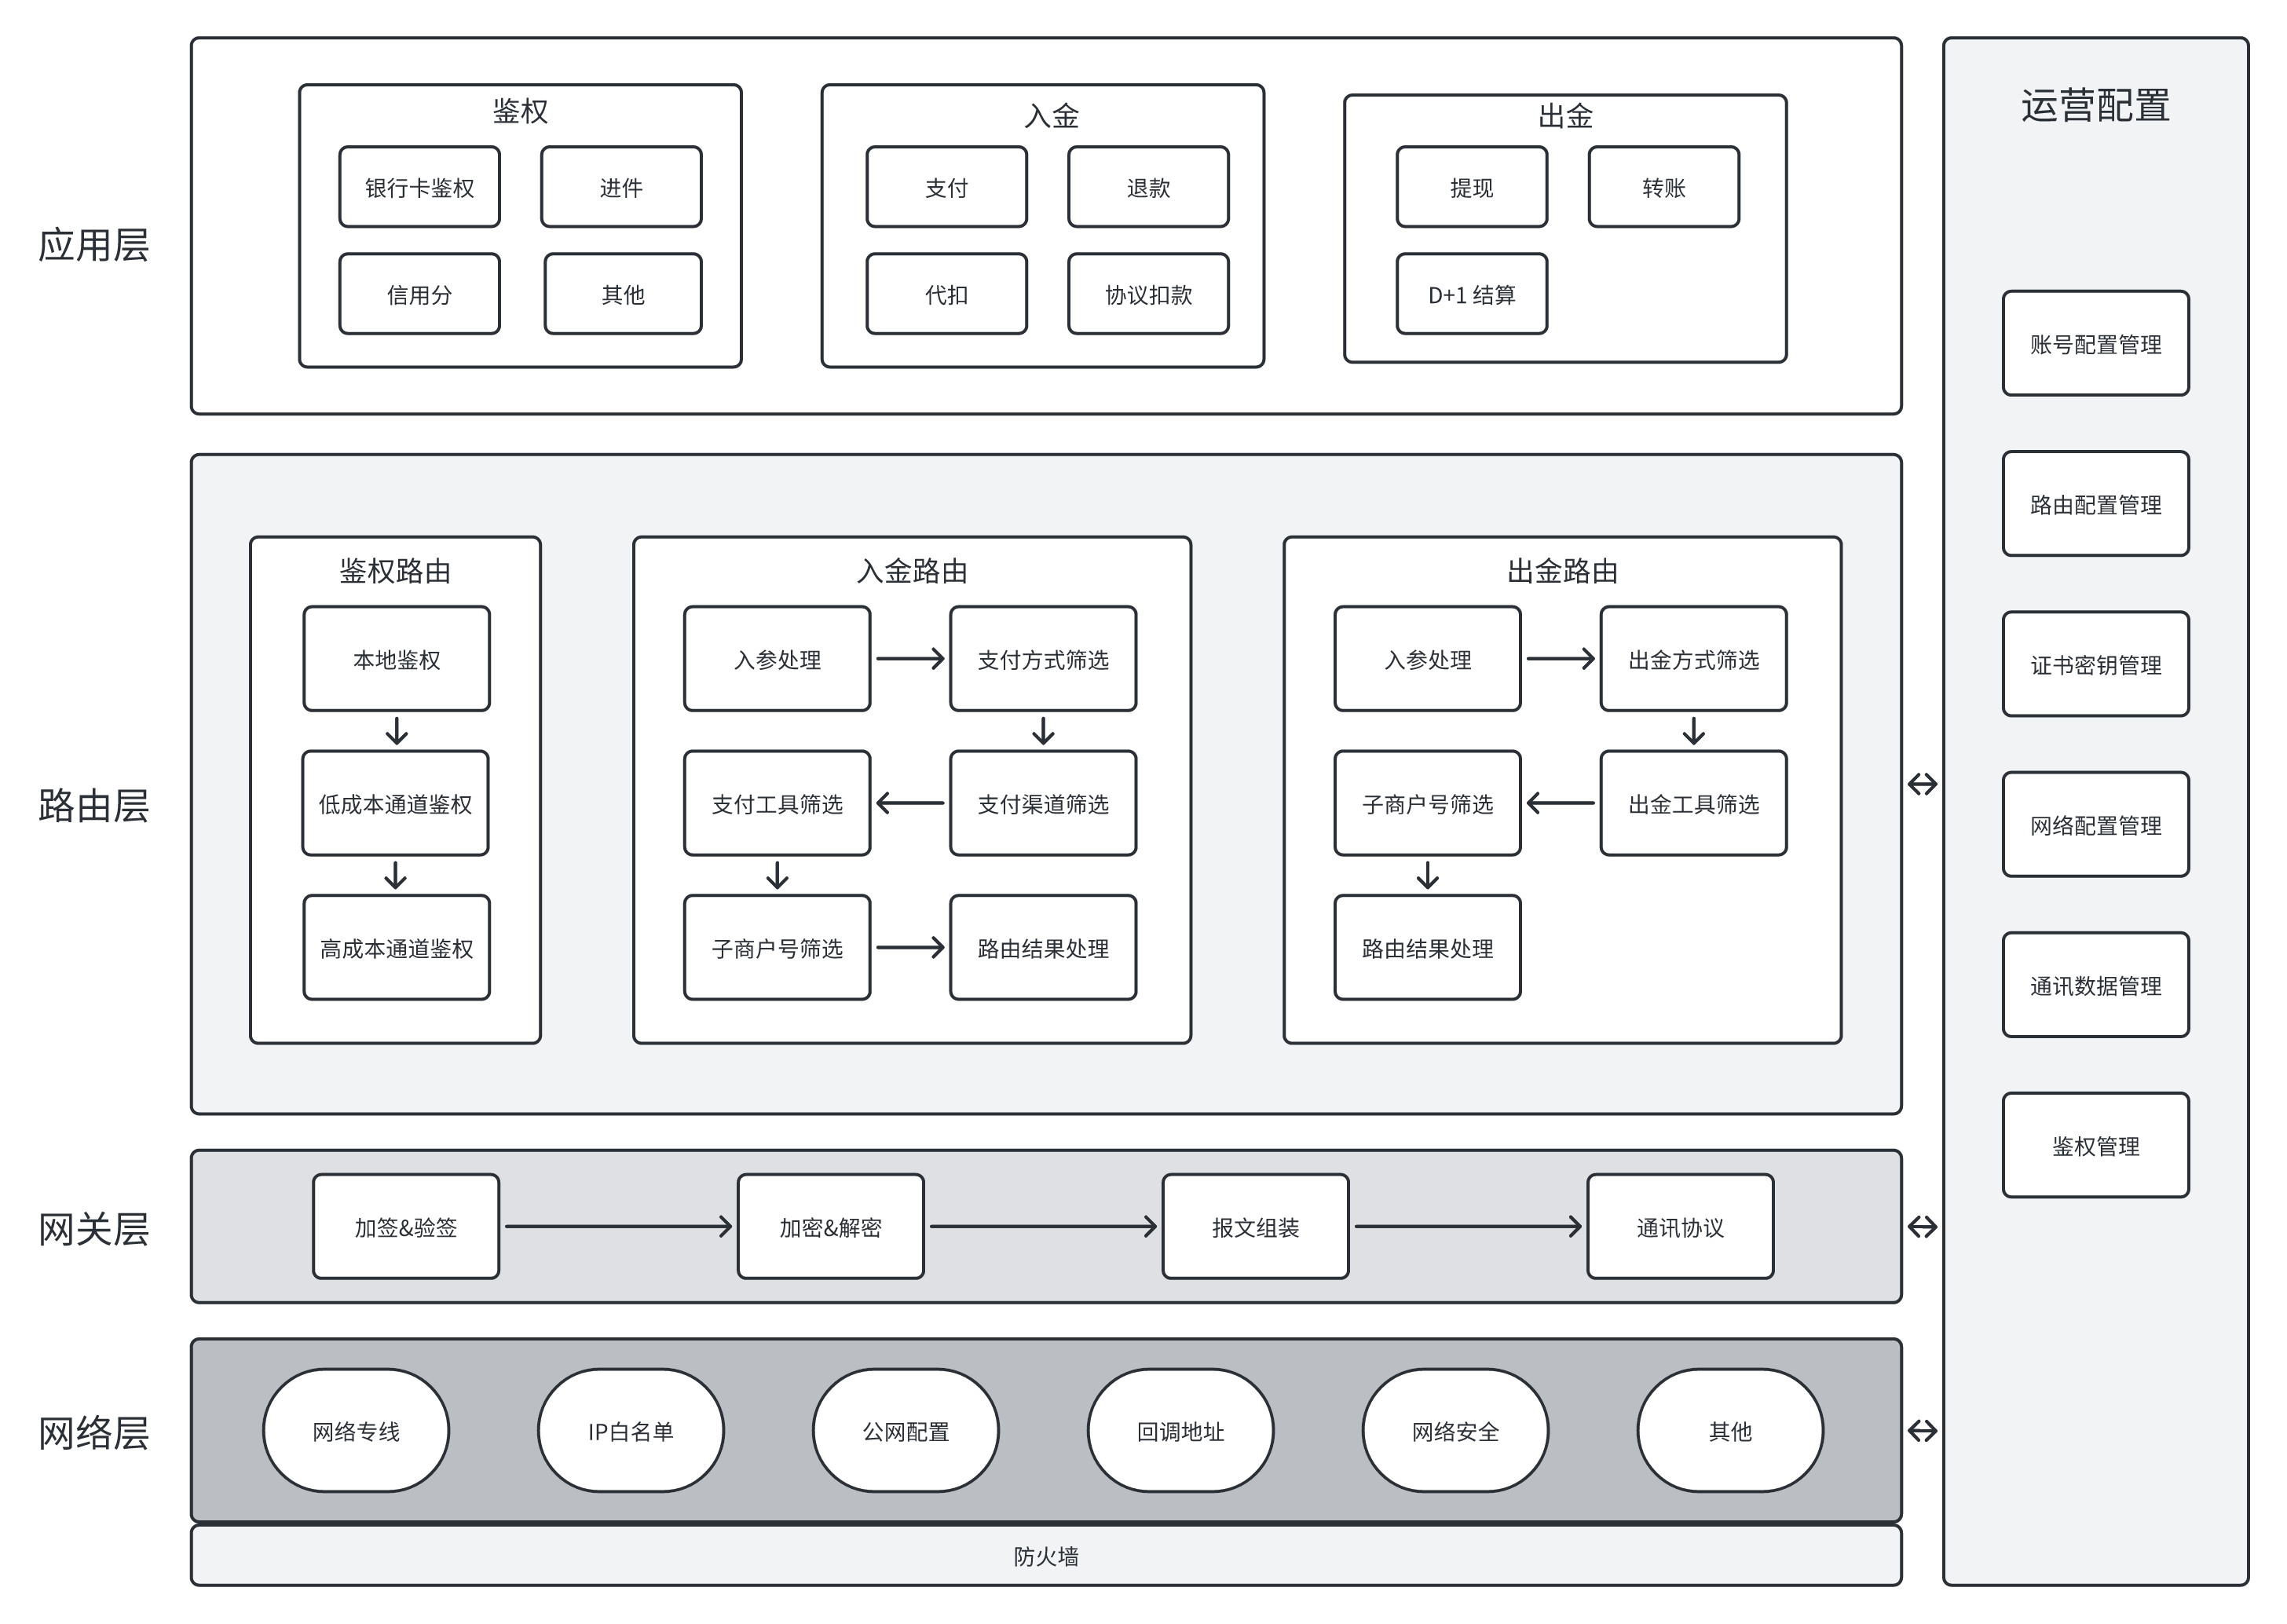 应用层
鉴权
银行卡鉴权
进件
信用分
其他
入金
支付
退款
代扣
协议扣款
出金
提现
转账
D+1 结算
路由层
鉴权路由
本地鉴权
低成本通道鉴权
高成本通道鉴权
入金路由
入参处理
支付方式筛选
支付工具筛选
支付渠道筛选
子商户号筛选
路由结果处理
出金路由
入参处理
出金方式筛选
子商户号筛选
出金工具筛选
路由结果处理
网关层
加签&验签
加密&解密
报文组装
通讯协议
网络层
网络专线
IP白名单
公网配置
回调地址
网络安全
其他
防火墙
运营配置
账号配置管理
路由配置管理
证书密钥管理
网络配置管理
通讯数据管理
鉴权管理